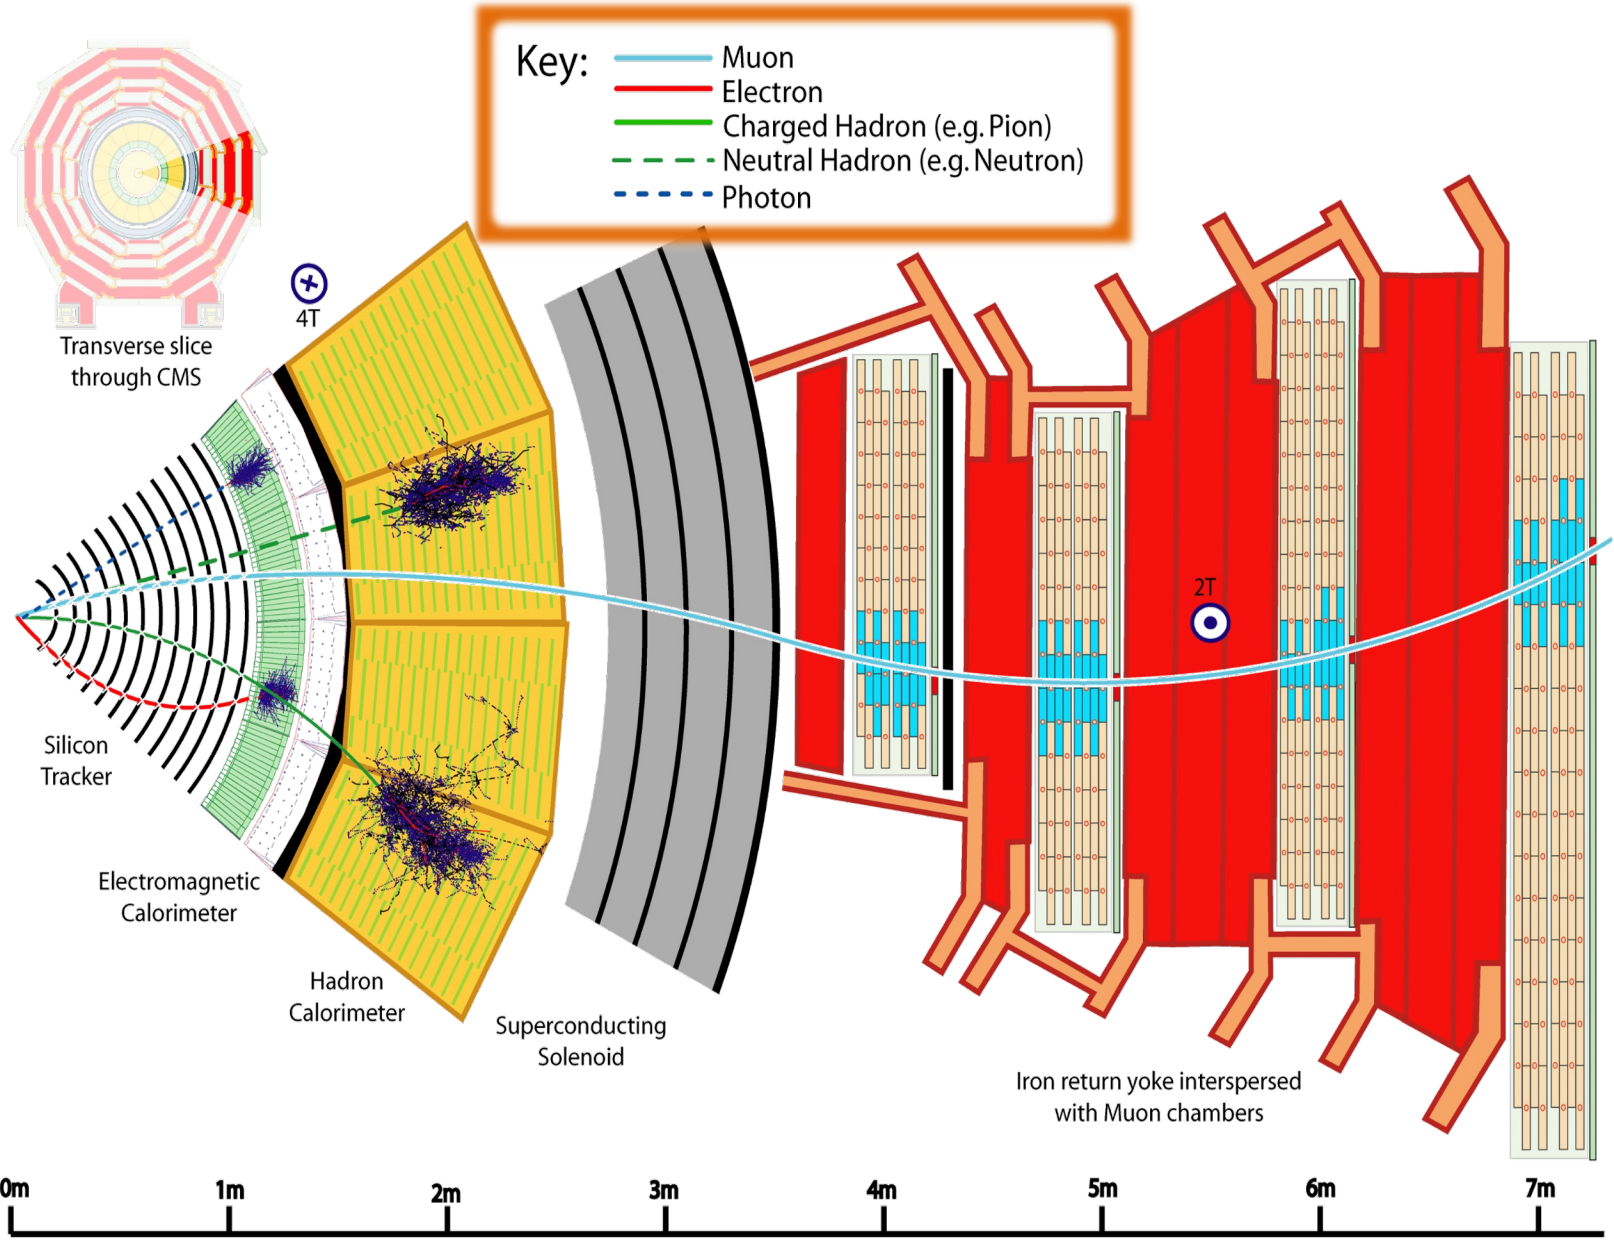 Key:
Muon
Electron
Charged Hadron (e.g. Pion)
Neutral Hadron (e.g. Neutron)
Photon
Transverse slice
through CMS
4T
2T
Silicon
Tracker
Electromagnetic
Calorimeter
Hadron
Calorimeter
Superconducting
Solenoid
Iron return yoke interspersed
with Muon chambers
0m 1m 2m 3m 4m 5m 6m 7m